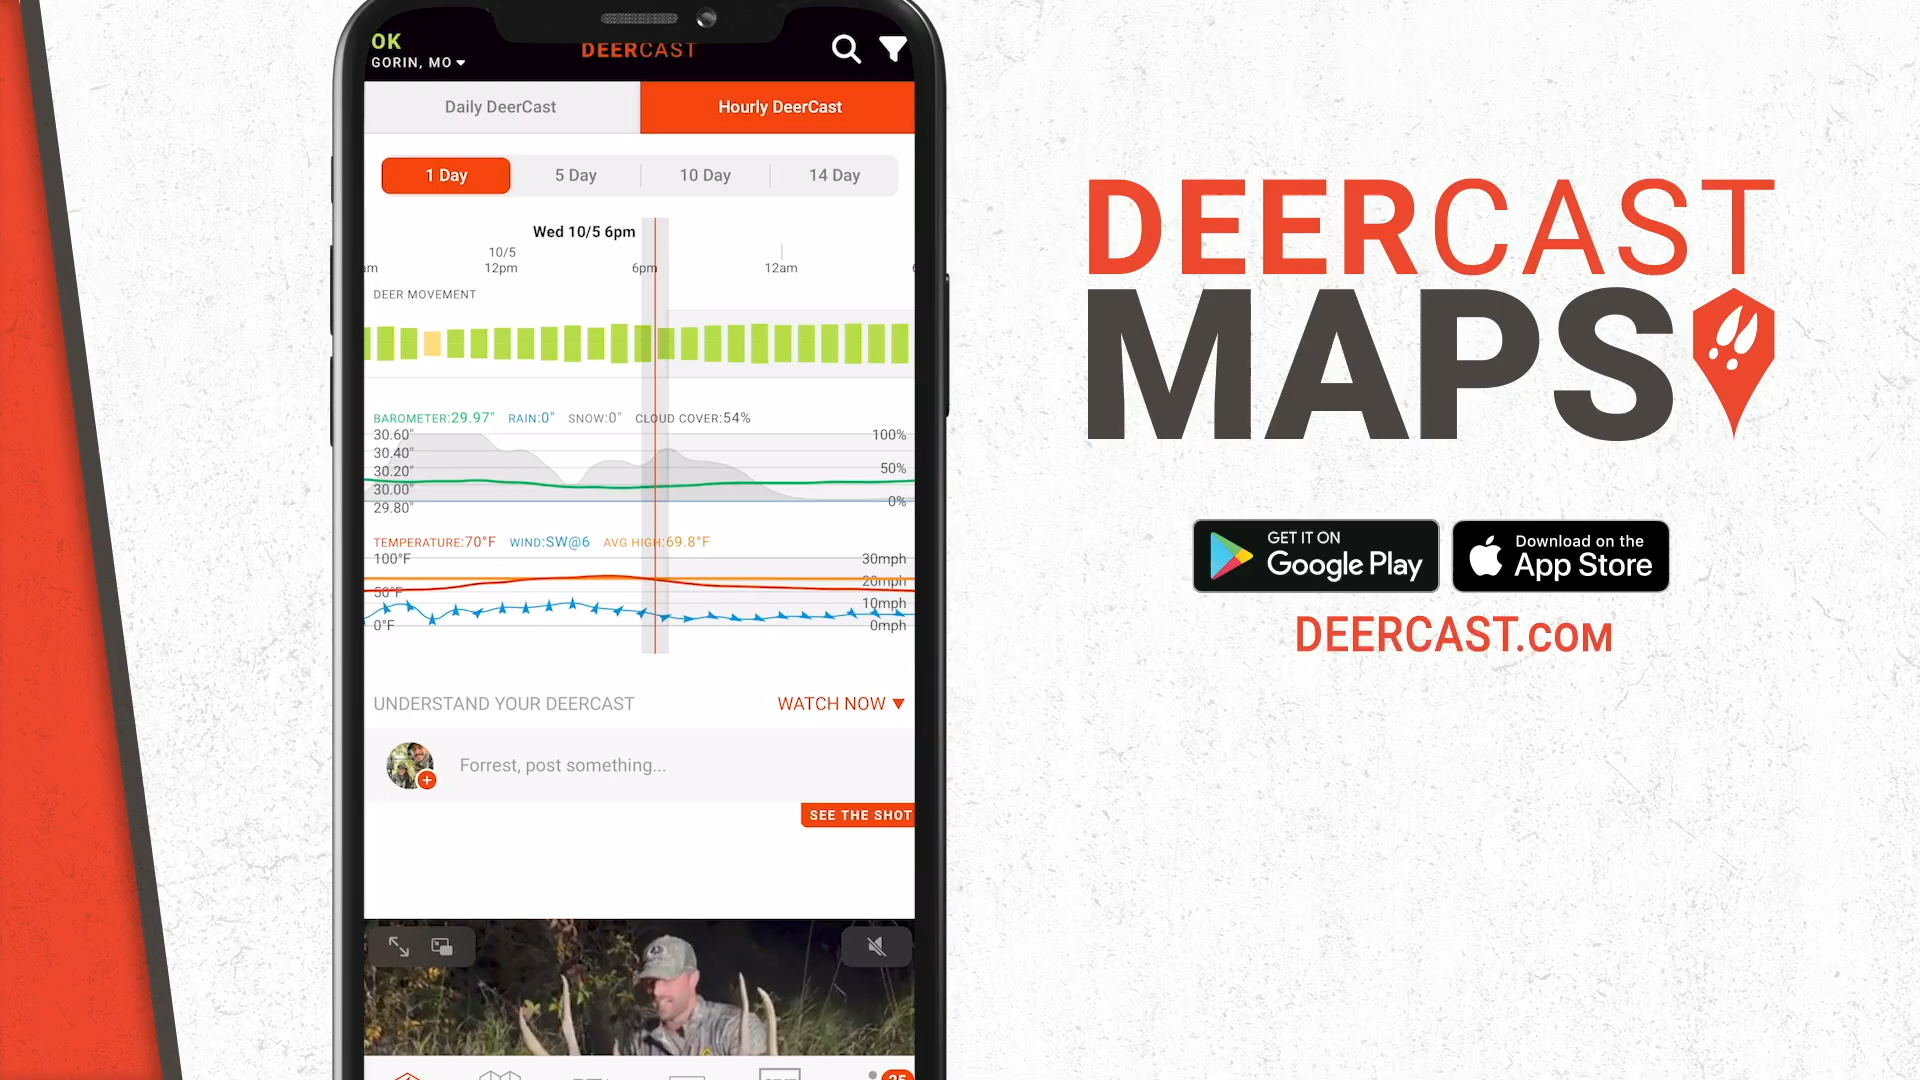 OK
GORIN, MO
DEERCAST
Daily DeerCast
Hourly DeerCast
1 Day
5 Day
10 Day
14 Day
Wed 10/5 6pm
10/5
12pm
6pm
12am
DEER MOVEMENT
BAROMETER:29.97" RAIN:0" SNOW:0" CLOUD COVER:54%
30.60"
30.40"
30.20"
30.00"
29.80"
100%
50%
0%
TEMPERATURE:70°F WIND:SW@6 AVG HIGH:69.8°F
100°F
50°F
0°F
30mph
20mph
10mph
0mph
UNDERSTAND YOUR DEERCAST
WATCH NOW
Forrest, post something...
SEE THE SHOT
DEERCAST
MAPS
GET IT ON
Google Play
Download on the
App Store
DEERCAST.COM